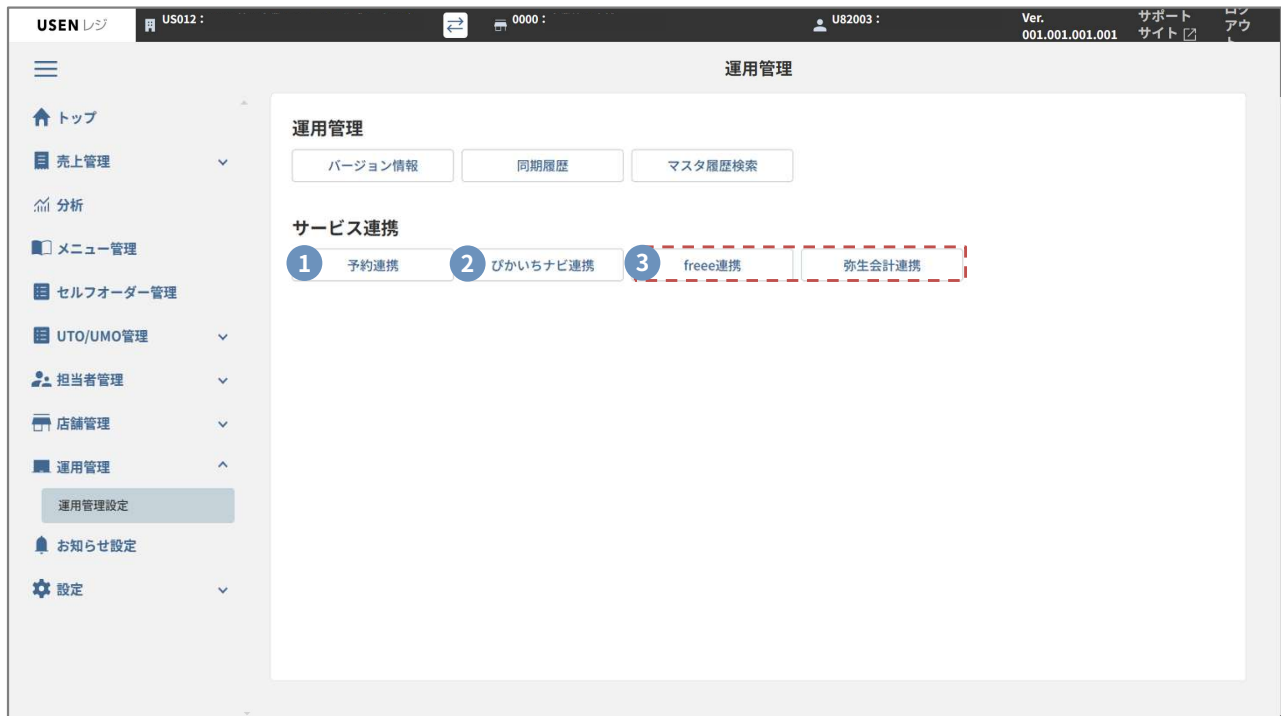 USEN レジ
US012 :
0000 :
U82003 :
Ver.
001.001.001.001
サポート
サイト
ログ
アウ
ト
運用管理
トップ
売上管理
分析
メニュー管理
セルフオーダー管理
UTO/UMO管理
担当者管理
店舗管理
運用管理
運用管理設定
お知らせ設定
設定
運用管理
バージョン情報 同期履歴 マスタ履歴検索
サービス連携
1 予約連携 2 ぴかいちナビ連携 3 freee連携 弥生会計連携